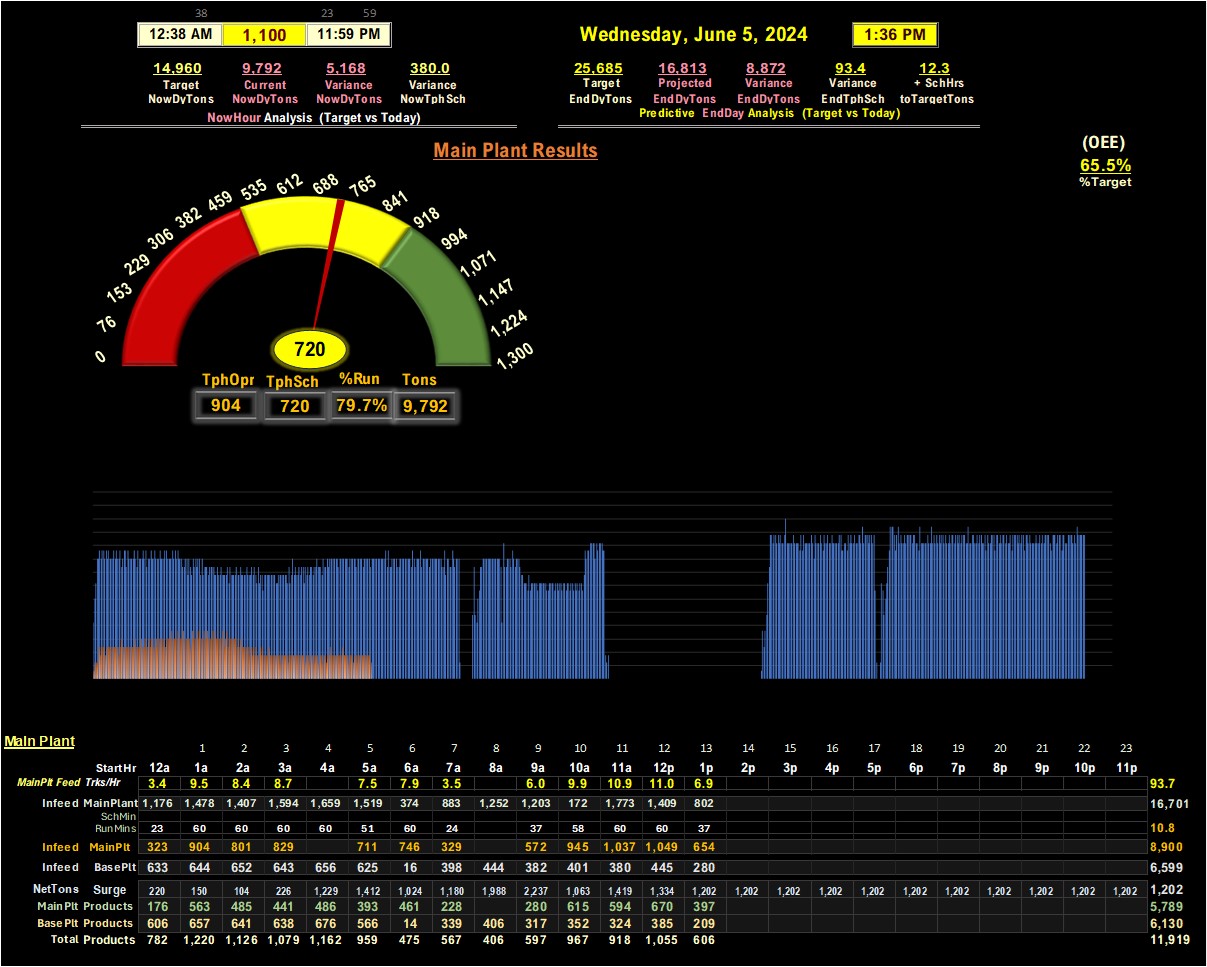 38 23 59
12:38 AM 1,100 11:59 PM Wednesday, June 5, 2024 1:36 PM
14,960 9,792 5,168 380.0 25,685 16,813 8,872 93.4 12.3
Target Current Variance Variance Target Projected Variance Variance + SchHrs
NowDyTons NowDyTons NowDyTons NowTphSch EndDyTons EndDyTons EndDyTons EndTphSch toTargetTons
NowHour Analysis (Target vs Today) Predictive EndDay Analysis (Target vs Today)
Main Plant Results
(OEE)
65.5%
%Target
0 76 153 229 306 382 459 535 612 688 765 841 918 994 1,071 1,147 1,224 1,300
720
TphOpr TphSch %Run Tons
904 720 79.7% 9,792
Main Plant
1 2 3 4 5 6 7 8 9 10 11 12 13 14 15 16 17 18 19 20 21 22 23
StartHr 12a 1a 2a 3a 4a 5a 6a 7a 8a 9a 10a 11a 12p 1p 2p 3p 4p 5p 6p 7p 8p 9p 10p 11p
MainPlt Feed Trks/Hr 3.4 9.5 8.4 8.7 7.5 7.9 3.5 6.0 9.9 10.9 11.0 6.9 93.7
Infeed MainPlant 1,176 1,478 1,407 1,594 1,659 1,519 374 883 1,252 1,203 172 1,773 1,409 802 16,701
SchMin
RunMins 23 60 60 60 60 51 60 24 37 58 60 60 37 10.8
Infeed MainPlt 323 904 801 829 711 746 329 572 945 1,037 1,049 654 8,900
Infeed BasePlt 633 644 652 643 656 625 16 398 444 382 401 380 445 280 6,599
NetTons Surge 220 150 104 226 1,229 1,412 1,024 1,180 1,988 2,237 1,063 1,419 1,334 1,202 1,202 1,202 1,202 1,202 1,202 1,202 1,202 1,202 1,202 1,202 1,202
MainPlt Products 176 563 485 441 486 393 461 228 280 615 594 670 397 5,789
BasePlt Products 606 657 641 638 676 566 14 339 406 317 352 324 385 209 6,130
Total Products 782 1,220 1,126 1,079 1,162 959 475 567 406 597 967 918 1,055 606 11,919